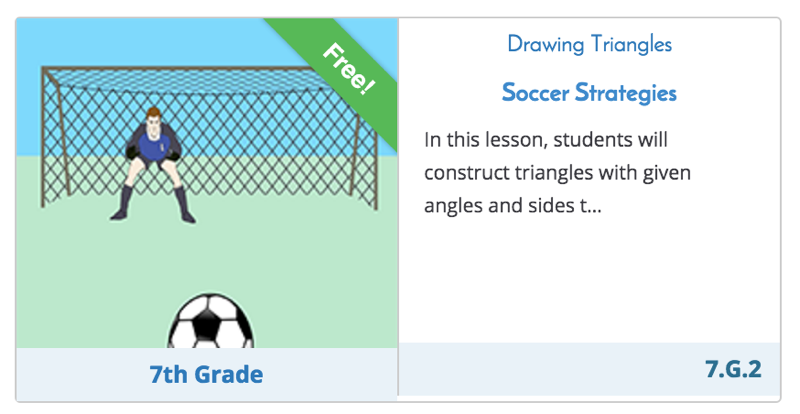 Free!
7th Grade
Drawing Triangles
Soccer Strategies
In this lesson, students will
construct triangles with given
angles and sides t...
7.G.2